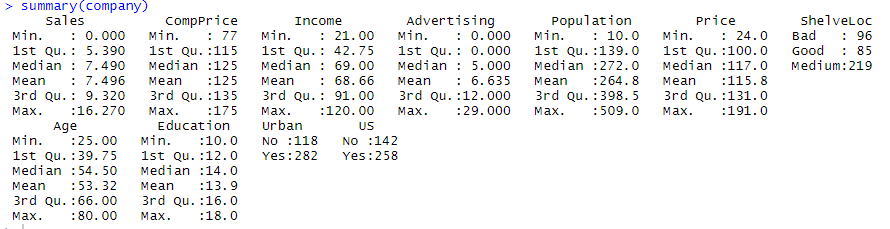 > summary(company)
     Sales          CompPrice       Income        Advertising       Population        Price        ShelveLoc
 Min.   : 0.000   Min.   : 77   Min.   : 21.00   Min.   : 0.000   Min.   : 10.0   Min.   : 24.0   Bad   : 96
 1st Qu.: 5.390   1st Qu.:115   1st Qu.: 42.75   1st Qu.: 0.000   1st Qu.:139.0   1st Qu.:100.0   Good  : 85
 Median : 7.490   Median :125   Median : 69.00   Median : 5.000   Median :272.0   Median :117.0   Medium:219
 Mean   : 7.496   Mean   :125   Mean   : 68.66   Mean   : 6.635   Mean   :264.8   Mean   :115.8
 3rd Qu.: 9.320   3rd Qu.:135   3rd Qu.: 91.00   3rd Qu.:12.000   3rd Qu.:398.5   3rd Qu.:131.0
 Max.   :16.270   Max.   :175   Max.   :120.00   Max.   :29.000   Max.   :509.0   Max.   :191.0
      Age          Education    Urban       US
 Min.   :25.00   Min.   :10.0   No :118   No :142
 1st Qu.:39.75   1st Qu.:12.0   Yes:282   Yes:258
 Median :54.50   Median :14.0
 Mean   :53.32   Mean   :13.9
 3rd Qu.:66.00   3rd Qu.:16.0
 Max.   :80.00   Max.   :18.0